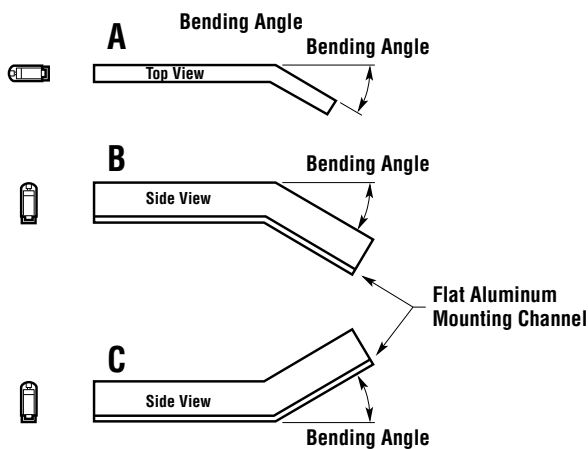 Bending Angle
A
Bending Angle
Top View
B
Bending Angle
Side View
Flat Aluminum
Mounting Channel
C
Side View
Bending Angle